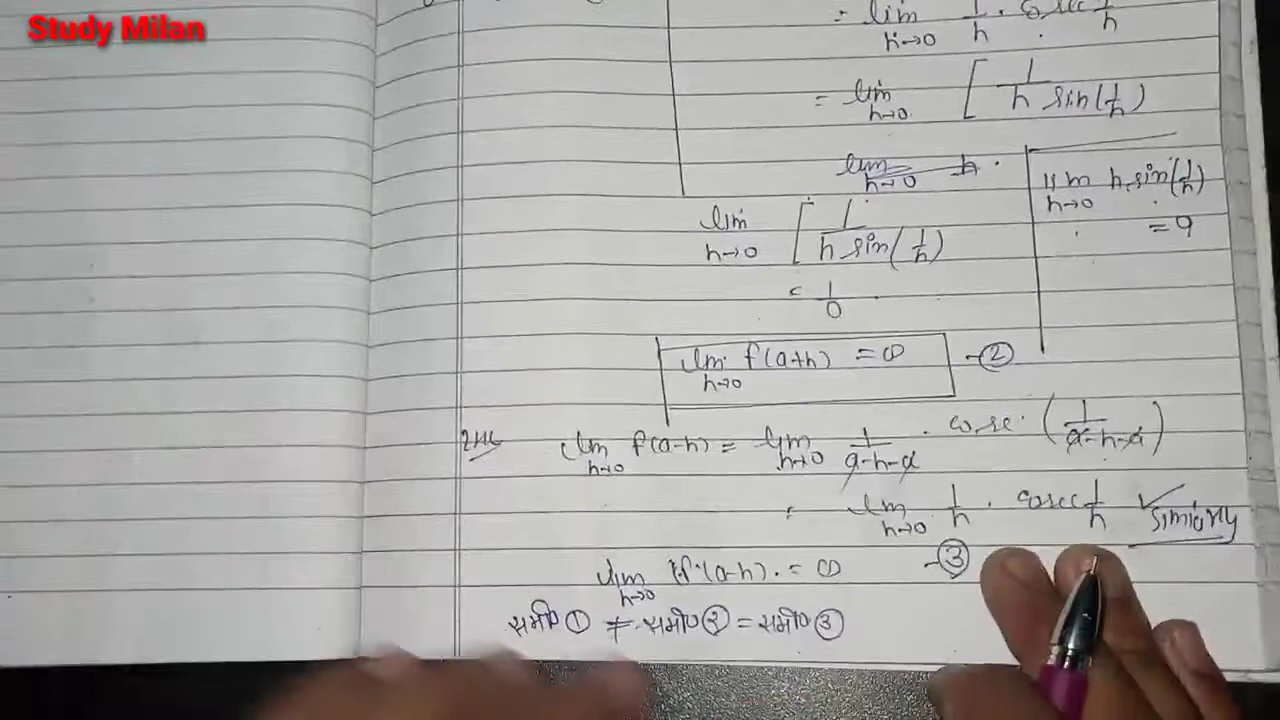 Study Milan
= lim h→0 1/h . cosec 1/h
= lim h→0 [ 1 / h sin(1/h)
lim h→0 h.
lim h→0 h.sin(1/h)
= 0
lim h→0 [ 1 / h sin(1/h)
= 1/0
lim h→0 f(a+h) = ∞ -②
lim h→0 f(a-h) = lim h→0 1/a-h-a . cosec. (1/a-h-a)
= lim h→0 1/h . cosec 1/h
lim h→0 f(a-h). = ∞ -③
समी० ① ≠ समी० ② = समी० ③